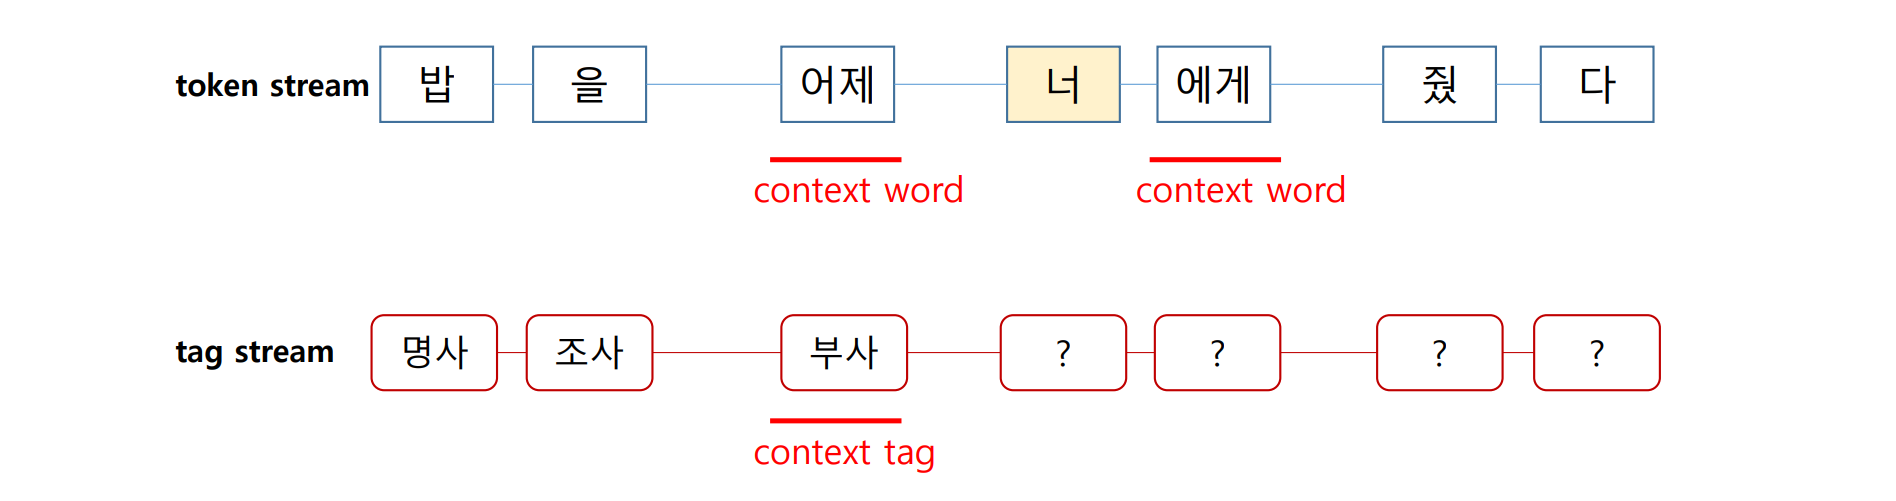 token stream 밥 을 어제 너 에게 줬 다
context word context word
tag stream 명사 조사 부사 ? ? ? ?
context tag